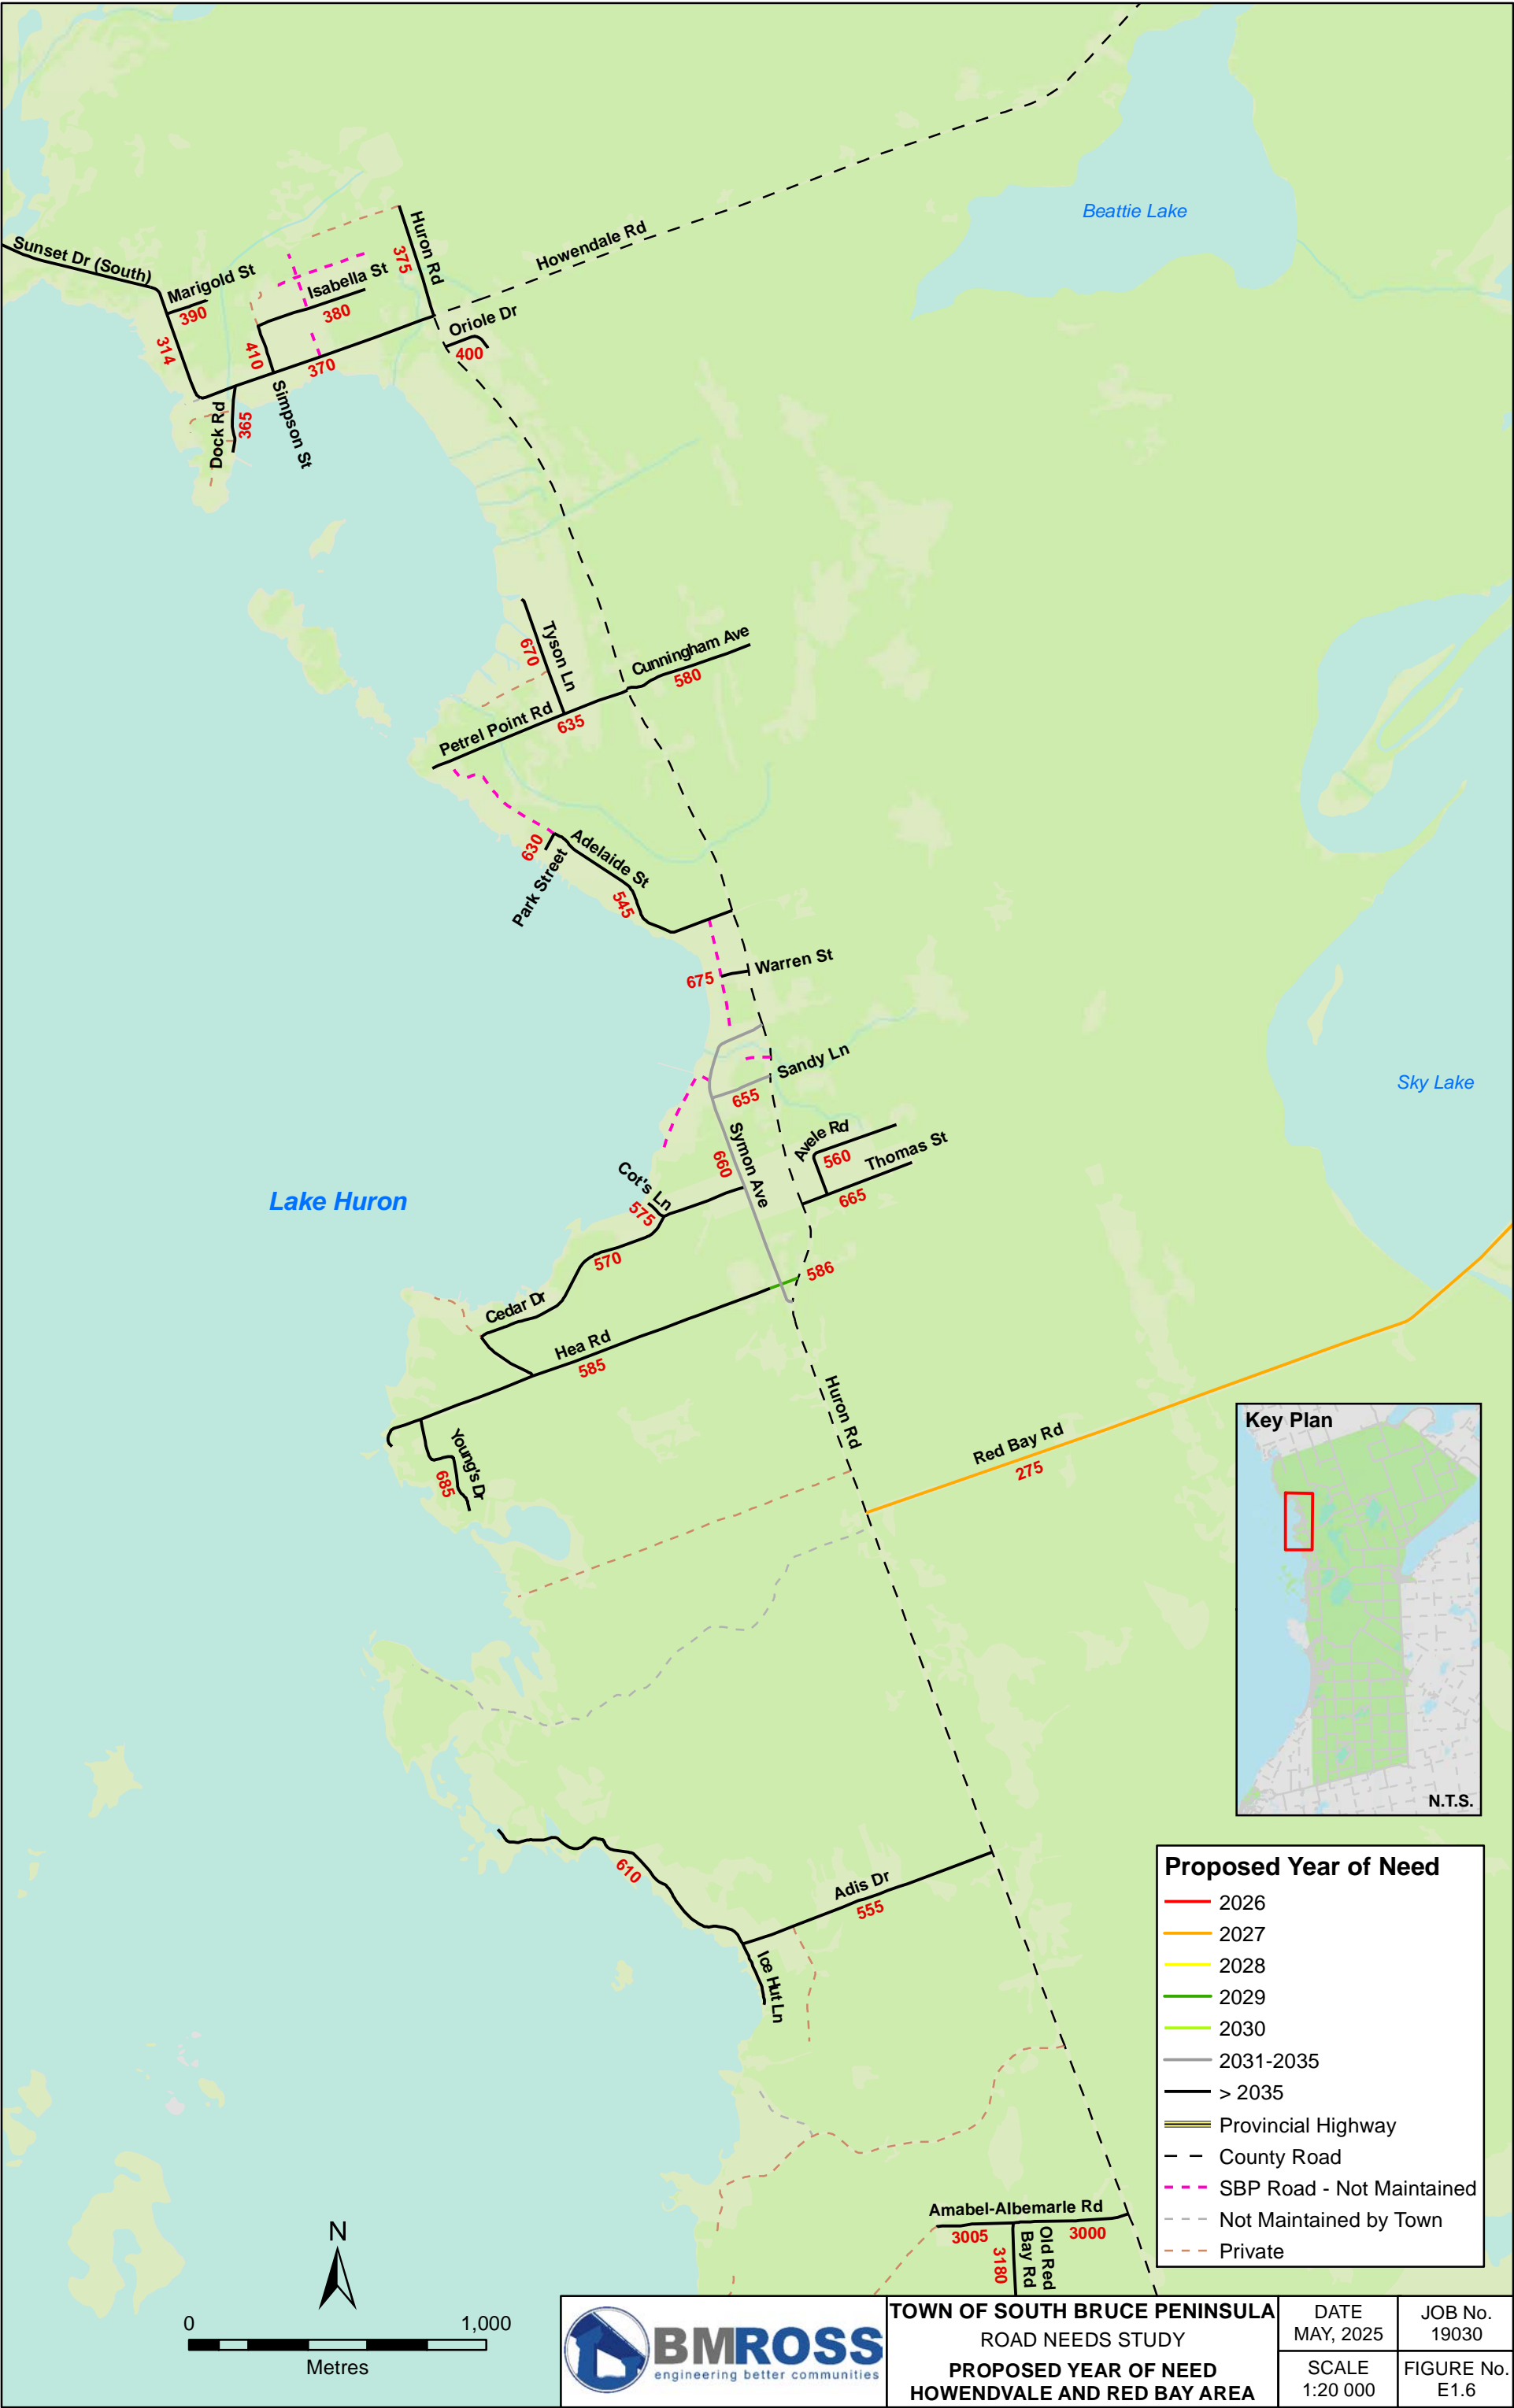 Beattie Lake
Howendale Rd
Huron Rd
375
Sunset Dr (South)
Marigold St
390
Isabella St
380
314
410
370
Oriole Dr
400
Simpson St
Dock Rd
365
Tyson Ln
670
Cunningham Ave
580
Petrel Point Rd
635
630
Park Street
Adelaide St
545
Warren St
675
Sandy Ln
655
Sky Lake
Symon Ave
660
Avele Rd
560
Thomas St
665
Cot's Ln
575
Lake Huron
570
586
Cedar Dr
Hea Rd
585
Huron Rd
Young's Dr
685
Red Bay Rd
275
Key Plan
N.T.S.
610
Adis Dr
555
Ice Hut Ln
Amabel-Albemarle Rd
3005
3000
3180
Old Red
Bay Rd
Proposed Year of Need
2026
2027
2028
2029
2030
2031-2035
> 2035
Provincial Highway
County Road
SBP Road - Not Maintained
Not Maintained by Town
Private
N
0 1,000
Metres
BMROSS
engineering better communities
TOWN OF SOUTH BRUCE PENINSULA
ROAD NEEDS STUDY
PROPOSED YEAR OF NEED
HOWENDVALE AND RED BAY AREA
DATE
MAY, 2025
JOB No.
19030
SCALE
1:20 000
FIGURE No.
E1.6